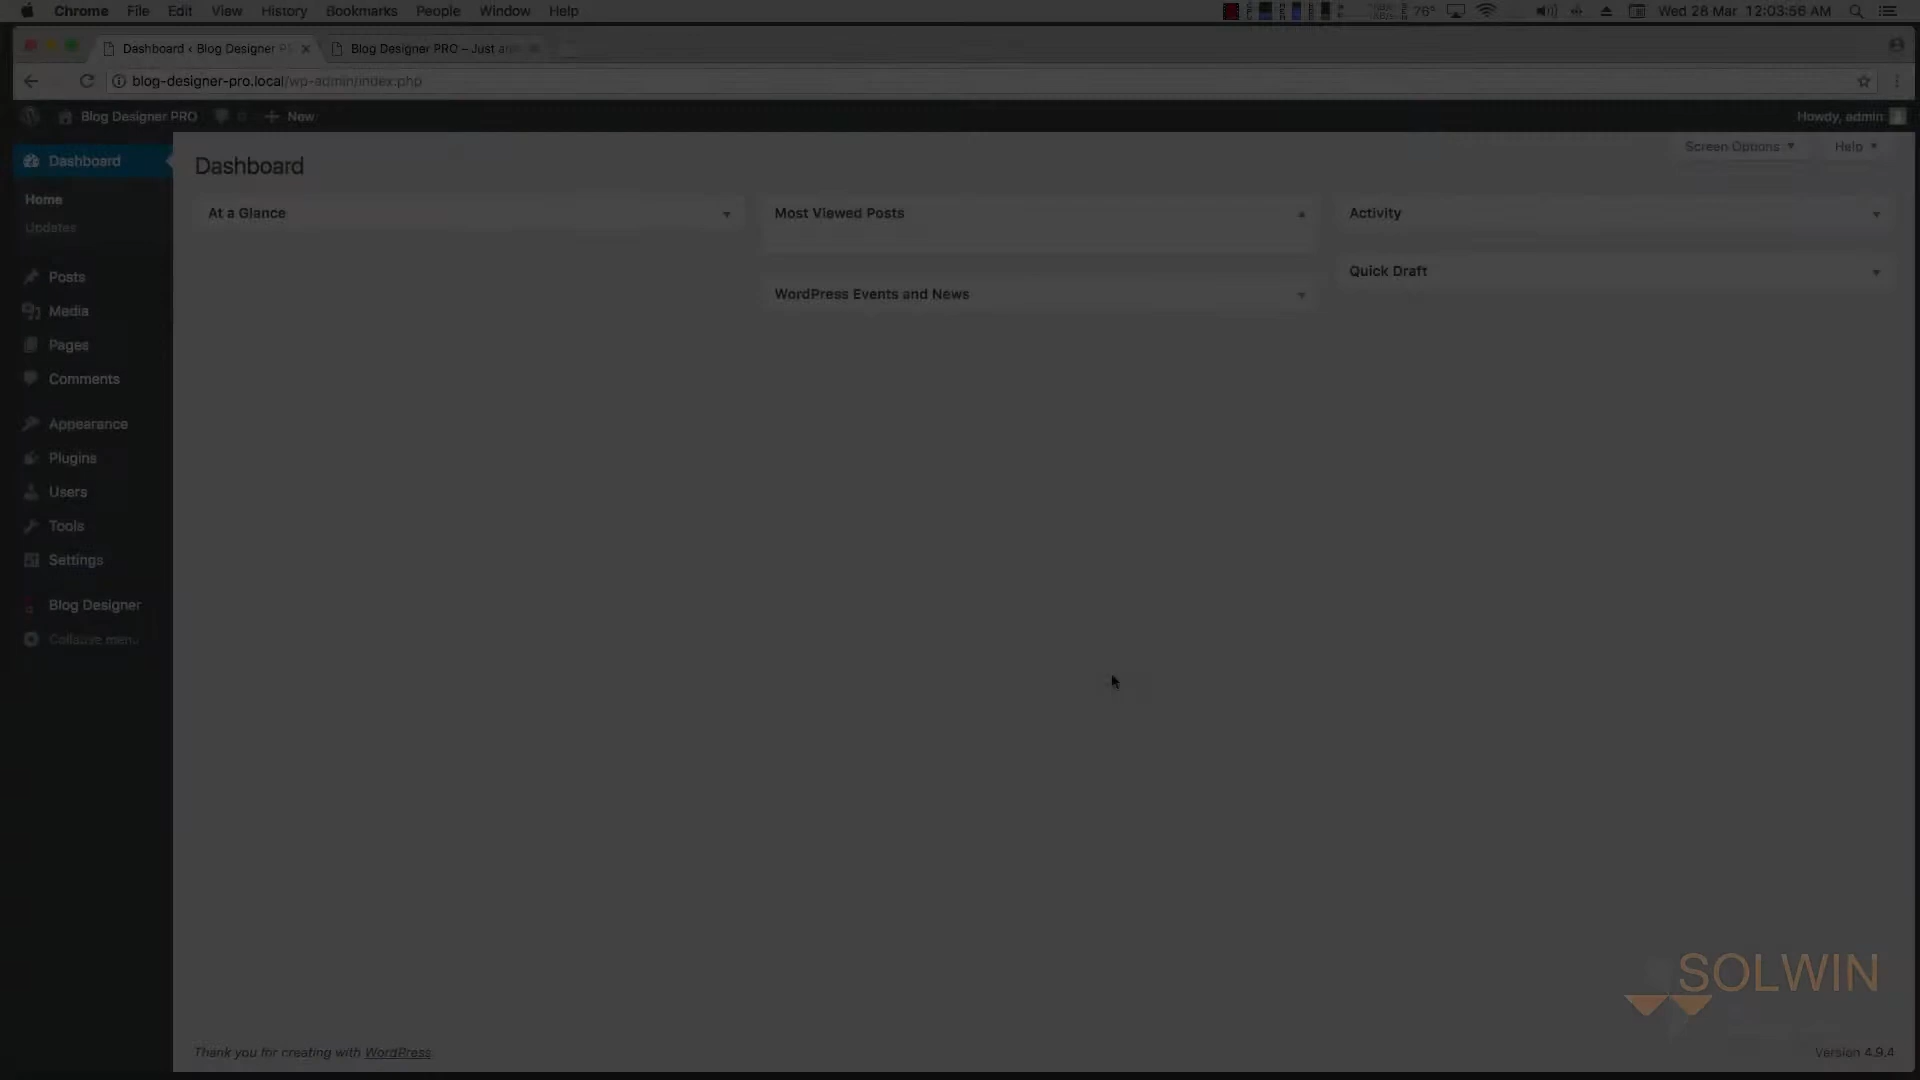 Chrome File Edit View History Bookmarks People Window Help 76° Wed 28 Mar 12:03:56 AM
Dashboard ‹ Blog Designer Blog Designer PRO – Just
blog-designer-pro.local/wp-admin/index.php
Blog Designer PRO 0 New Howdy, admin
Dashboard
Home
Updates
Posts
Media
Pages
Comments
Appearance
Plugins
Users
Tools
Settings
Blog Designer
Collapse menu
Dashboard
Screen Options Help
At a Glance
Most Viewed Posts
WordPress Events and News
Activity
Quick Draft
SOLWIN
Thank you for creating with WordPress
Version 4.9.4